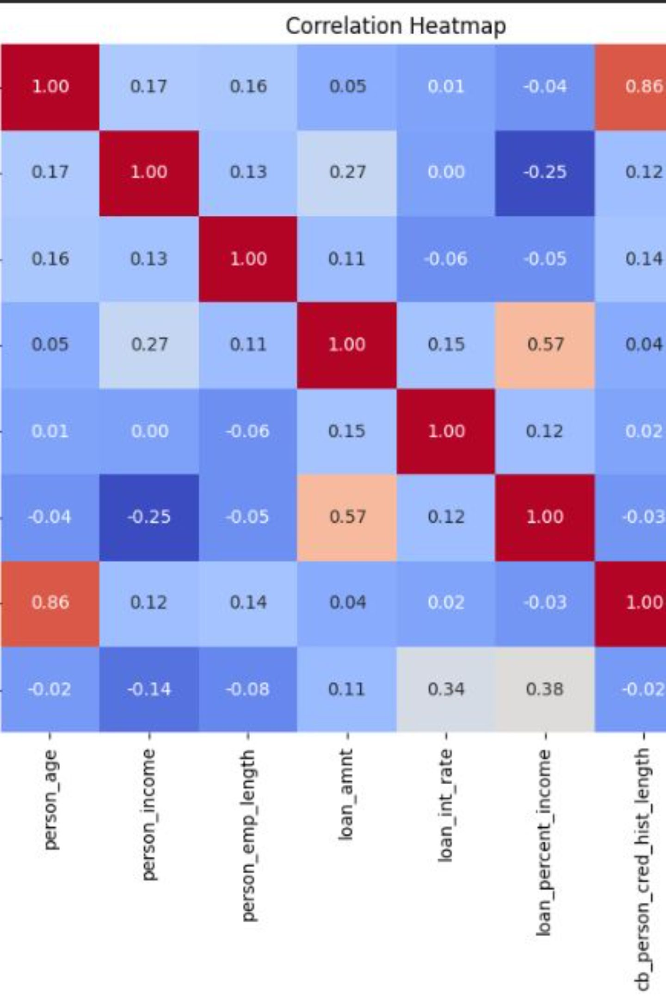 Correlation Heatmap
1.00 0.17 0.16 0.05 0.01 -0.04 0.86
0.17 1.00 0.13 0.27 0.00 -0.25 0.12
0.16 0.13 1.00 0.11 -0.06 -0.05 0.14
0.05 0.27 0.11 1.00 0.15 0.57 0.04
0.01 0.00 -0.06 0.15 1.00 0.12 0.02
-0.04 -0.25 -0.05 0.57 0.12 1.00 -0.03
0.86 0.12 0.14 0.04 0.02 -0.03 1.00
-0.02 -0.14 -0.08 0.11 0.34 0.38 -0.02
person_age
person_income
person_emp_length
loan_amnt
loan_int_rate
loan_percent_income
cb_person_cred_hist_length